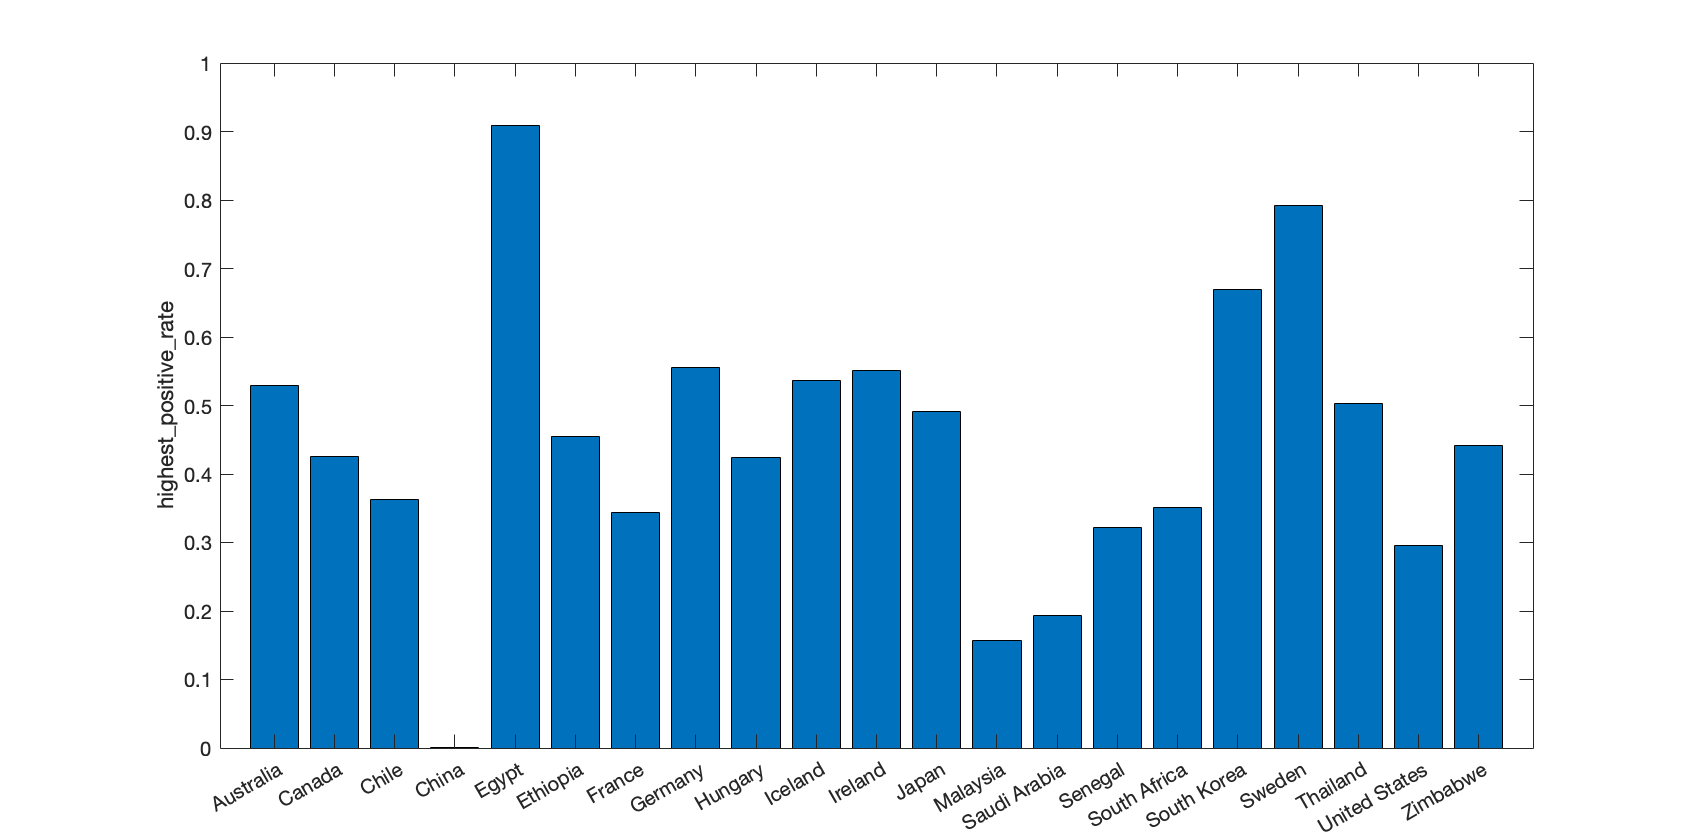 1
0.9
0.8
0.7
0.6
0.5
0.4
0.3
0.2
0.1
0
highest_positive_rate
Australia
Canada
Chile
China
Egypt
Ethiopia
France
Germany
Hungary
Iceland
Ireland
Japan
Malaysia
Saudi Arabia
Senegal
South Africa
South Korea
Sweden
Thailand
United States
Zimbabwe